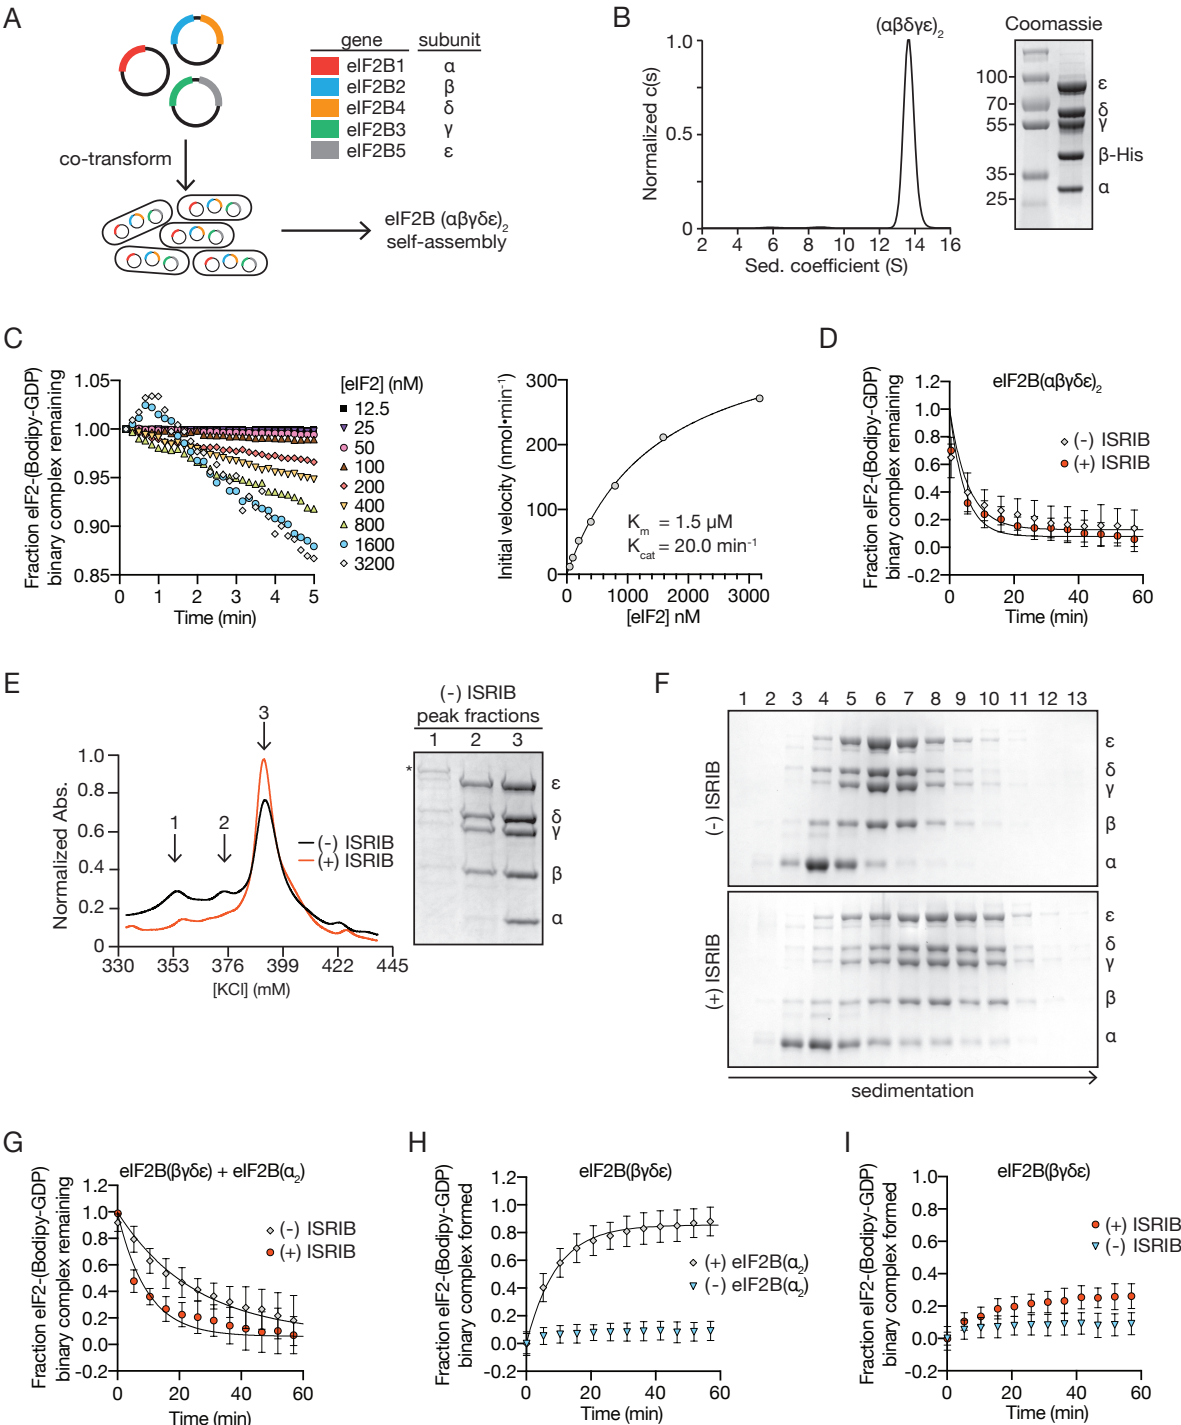 A
gene subunit
eIF2B1 α
eIF2B2 β
eIF2B4 δ
eIF2B3 γ
eIF2B5 ε
co-transform
eIF2B (αβγδε)2
self-assembly
B
(αβδγε)2
Normalized c(s)
1.0
0.5
0
2 4 6 8 10 12 14 16
Sed. coefficient (S)
Coomassie
100
70
55
35
25
ε
δ
γ
β-His
α
C
Fraction eIF2-(Bodipy-GDP)
binary complex remaining
1.05
1.00
0.95
0.90
0.85
0 1 2 3 4 5
Time (min)
[eIF2] (nM)
12.5
25
50
100
200
400
800
1600
3200
Initial velocity (nmol•min-1)
300
200
100
0
Km = 1.5 µM
Kcat = 20.0 min-1
0 1000 2000 3000
[eIF2] nM
D
eIF2B(αβγδε)2
Fraction eIF2-(Bodipy-GDP)
binary complex remaining
1.2
1.0
0.8
0.6
0.4
0.2
0.0
-0.2
(-) ISRIB
(+) ISRIB
0 20 40 60
Time (min)
E
Normalized Abs.
1.0
0.8
0.6
0.4
0.2
0
1 2 3
(-) ISRIB
(+) ISRIB
330 353 376 399 422 445
[KCl] (mM)
(-) ISRIB
peak fractions
1 2 3
*
ε
δ
γ
β
α
F
1 2 3 4 5 6 7 8 9 10 11 12 13
(-) ISRIB
ε
δ
γ
β
α
(+) ISRIB
ε
δ
γ
β
α
sedimentation
G
eIF2B(βγδε) + eIF2B(α2)
Fraction eIF2-(Bodipy-GDP)
binary complex remaining
1.2
1.0
0.8
0.6
0.4
0.2
0.0
-0.2
(-) ISRIB
(+) ISRIB
0 20 40 60
Time (min)
H
eIF2B(βγδε)
Fraction eIF2-(Bodipy-GDP)
binary complex formed
1.2
1.0
0.8
0.6
0.4
0.2
0.0
-0.2
(+) eIF2B(α2)
(-) eIF2B(α2)
0 20 40 60
Time (min)
I
eIF2B(βγδε)
Fraction eIF2-(Bodipy-GDP)
binary complex formed
1.0
0.8
0.6
0.4
0.2
0.0
-0.2
(+) ISRIB
(-) ISRIB
0 20 40 60
Time (min)